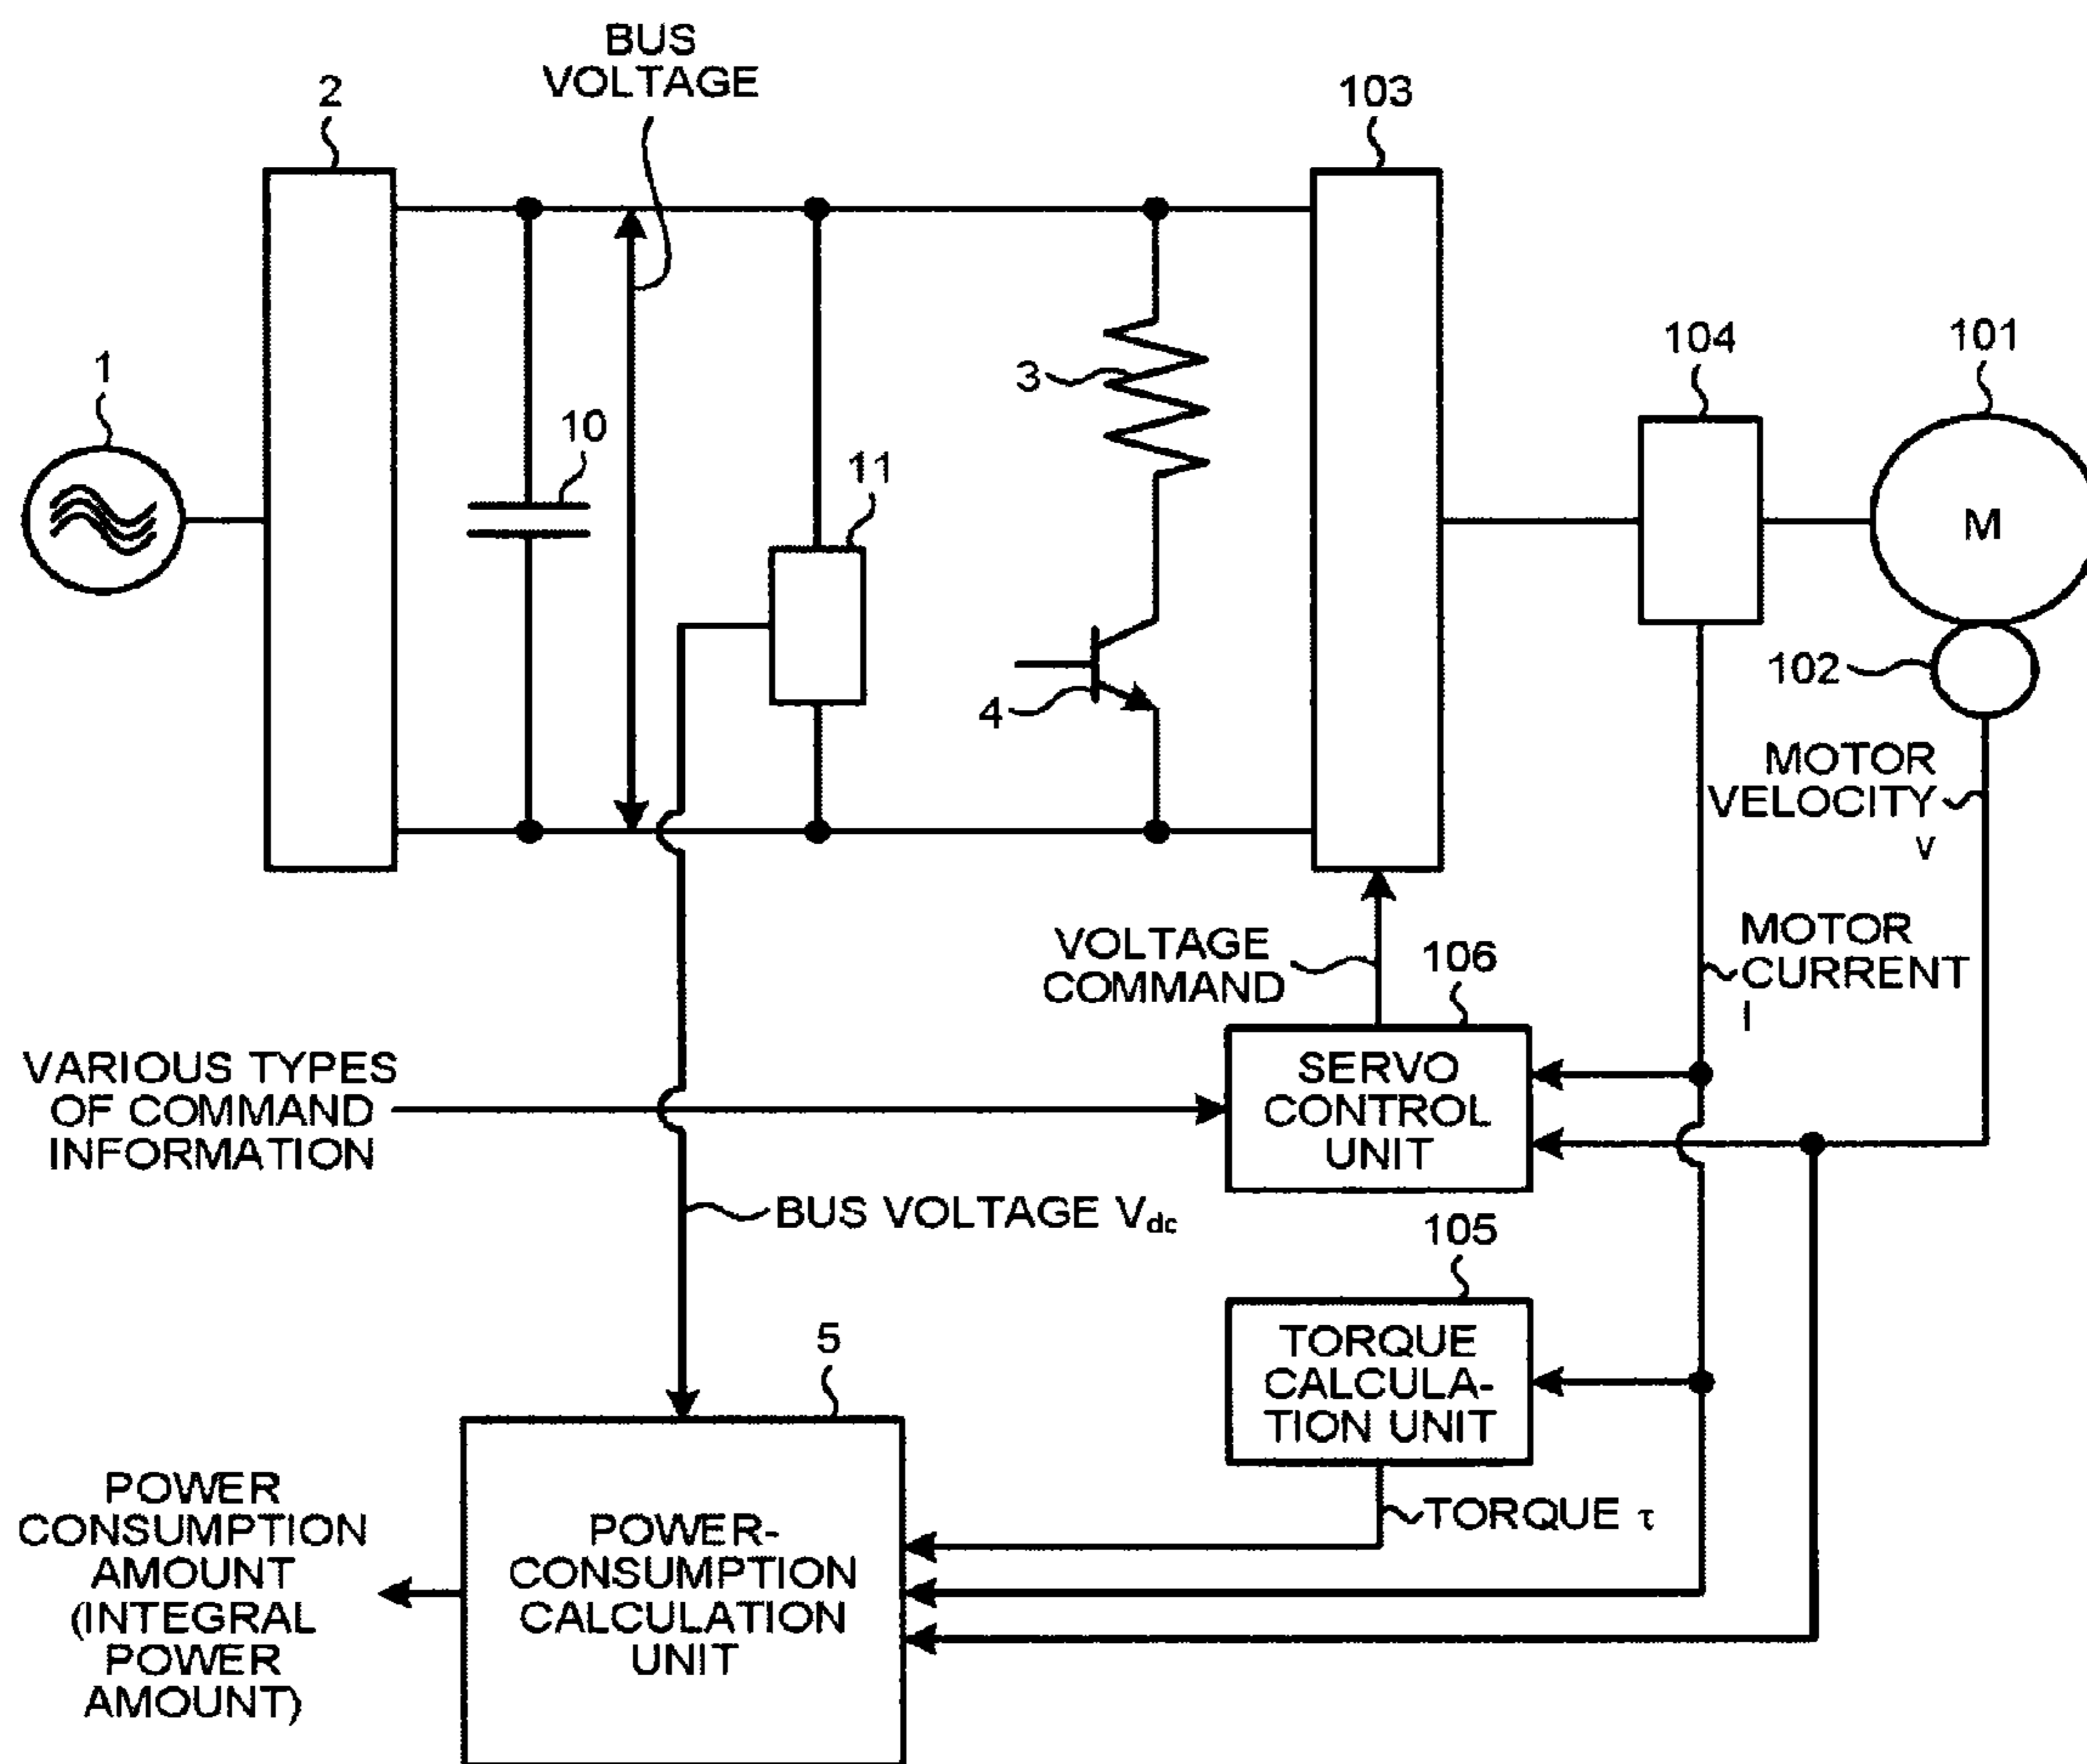 BUS
VOLTAGE
2
103
1
10
11
3
4
104
101
M
102
MOTOR
VELOCITY
V
MOTOR
CURRENT
I
VOLTAGE
COMMAND
106
SERVO
CONTROL
UNIT
VARIOUS TYPES
OF COMMAND
INFORMATION
BUS VOLTAGE Vdc
105
TORQUE
CALCULA-
TION UNIT
TORQUE τ
5
POWER-
CONSUMPTION
CALCULATION
UNIT
POWER
CONSUMPTION
AMOUNT
(INTEGRAL
POWER
AMOUNT)